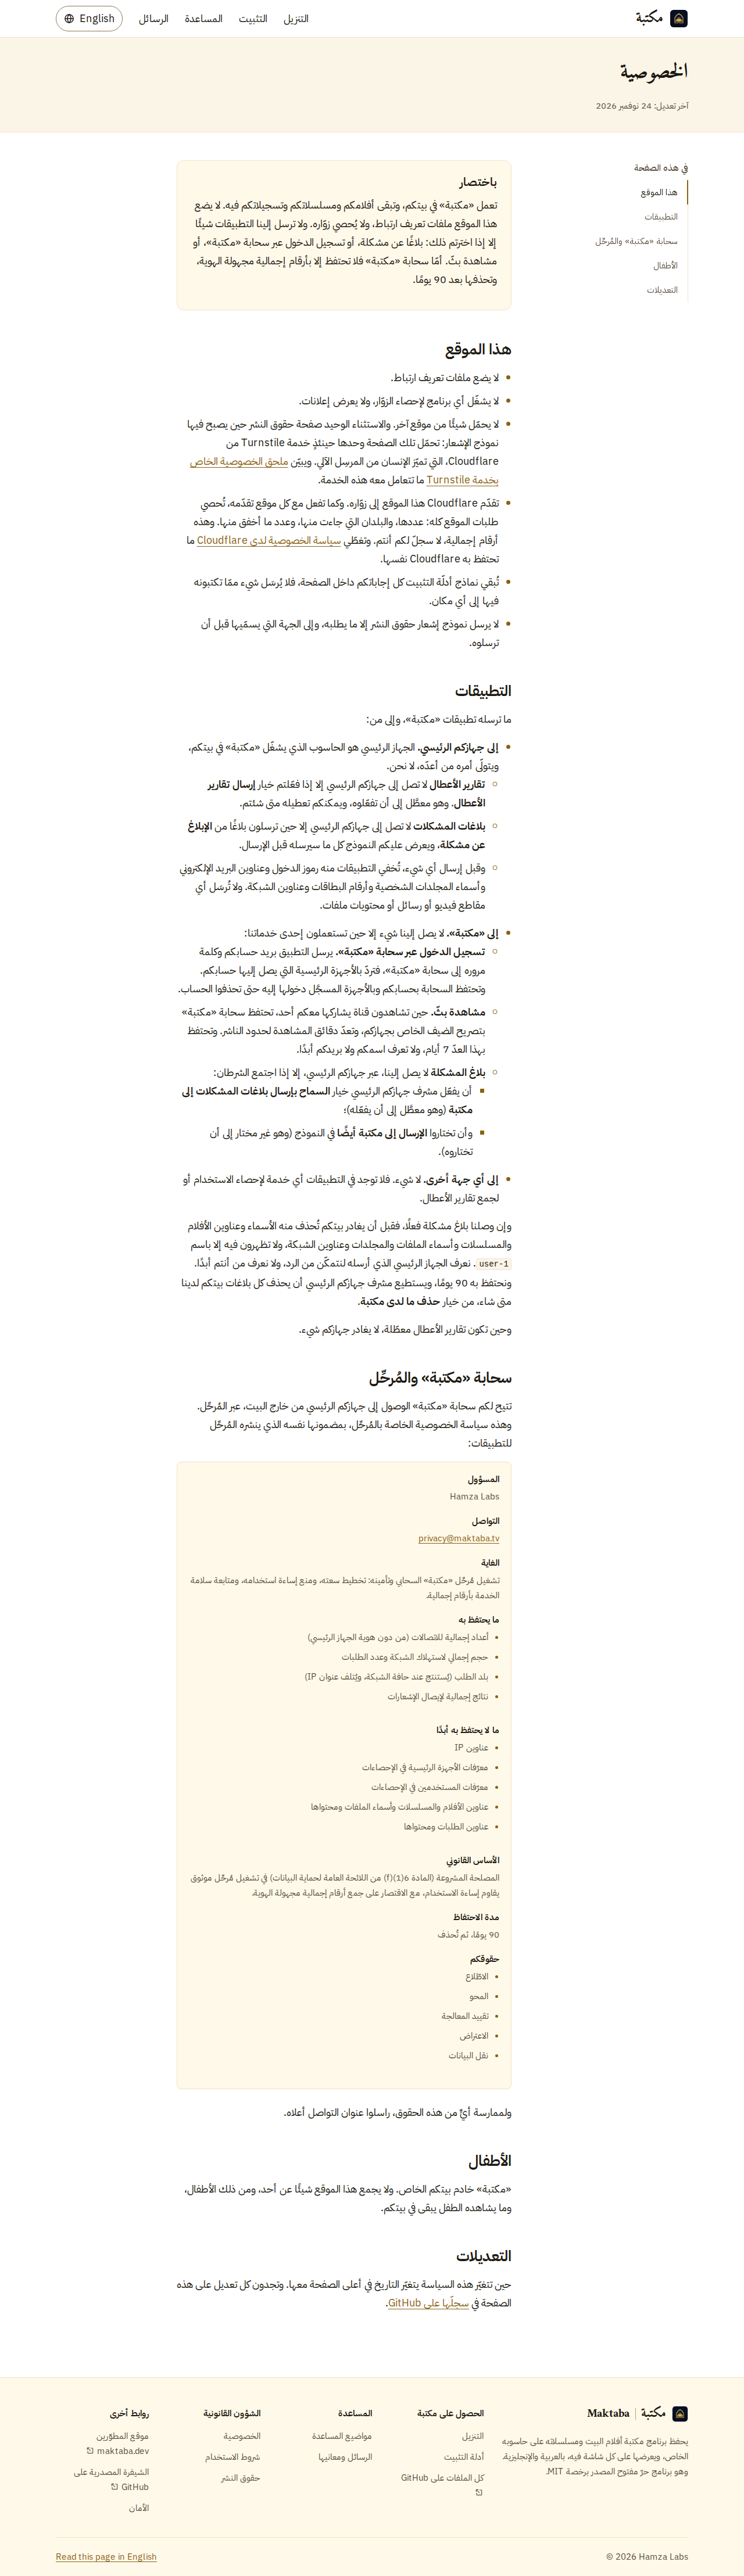 مكتبة
التنزيل
التثبيت
المساعدة
الرسائل
English
الخصوصية
آخر تعديل: 24 نوفمبر 2026
في هذه الصفحة
هذا الموقع
التطبيقات
سحابة «مكتبة» والمُرحِّل
الأطفال
التعديلات
باختصار
تعمل «مكتبة» في بيتكم، وتبقى أفلامكم ومسلسلاتكم وتسجيلاتكم فيه. لا يضع
هذا الموقع ملفات تعريف ارتباط، ولا يُحصي زوّاره. ولا ترسل إلينا التطبيقات شيئًا
إلا إذا اخترتم ذلك: بلاغًا عن مشكلة، أو تسجيل الدخول عبر سحابة «مكتبة»، أو
مشاهدة بثّ. أمّا سحابة «مكتبة» فلا تحتفظ إلا بأرقام إجمالية مجهولة الهوية،
وتحذفها بعد 90 يومًا.
هذا الموقع
لا يضع ملفات تعريف ارتباط.
لا يشغّل أي برنامج لإحصاء الزوّار، ولا يعرض إعلانات.
لا يحمّل شيئًا من موقع آخر. والاستثناء الوحيد صفحة حقوق النشر حين يصبح فيها
نموذج الإشعار: تحمّل تلك الصفحة وحدها حينئذٍ خدمة Turnstile من
Cloudflare، التي تميّز الإنسان من المرسِل الآلي. ويبيّن ملحق الخصوصية الخاص
بخدمة Turnstile ما تتعامل معه هذه الخدمة.
تقدّم Cloudflare هذا الموقع إلى زوّاره. وكما تفعل مع كل موقع تقدّمه، تُحصي
طلبات الموقع كله: عددها، والبلدان التي جاءت منها، وعدد ما أخفق منها. وهذه
أرقام إجمالية، لا سجلّ لكم أنتم. وتغطّي سياسة الخصوصية لدى Cloudflare ما
تحتفظ به Cloudflare نفسها.
تُبقي نماذج أدلّة التثبيت كل إجاباتكم داخل الصفحة، فلا يُرسَل شيء ممّا تكتبونه
فيها إلى أي مكان.
لا يرسل نموذج إشعار حقوق النشر إلا ما يطلبه، وإلى الجهة التي يسمّيها قبل أن
ترسلوه.
التطبيقات
ما ترسله تطبيقات «مكتبة»، وإلى من:
إلى جهازكم الرئيسي. الجهاز الرئيسي هو الحاسوب الذي يشغّل «مكتبة» في بيتكم،
ويتولّى أمره من أعدّه، لا نحن.
تقارير الأعطال لا تصل إلى جهازكم الرئيسي إلا إذا فعّلتم خيار إرسال تقارير
الأعطال. وهو معطَّل إلى أن تفعّلوه، ويمكنكم تعطيله متى شئتم.
بلاغات المشكلات لا تصل إلى جهازكم الرئيسي إلا حين ترسلون بلاغًا من الإبلاغ
عن مشكلة، ويعرض عليكم النموذج كل ما سيرسله قبل الإرسال.
وقبل إرسال أي شيء، تُخفي التطبيقات منه رموز الدخول وعناوين البريد الإلكتروني
وأسماء المجلدات الشخصية وأرقام البطاقات وعناوين الشبكة. ولا تُرسَل أي
مقاطع فيديو أو رسائل أو محتويات ملفات.
إلى «مكتبة». لا يصل إلينا شيء إلا حين تستعملون إحدى خدماتنا:
تسجيل الدخول عبر سحابة «مكتبة». يرسل التطبيق بريد حسابكم وكلمة
مروره إلى سحابة «مكتبة»، فتردّ بالأجهزة الرئيسية التي يصل إليها حسابكم.
وتحتفظ السحابة بحسابكم وبالأجهزة المسجَّل دخولها إليه حتى تحذفوا الحساب.
مشاهدة بثّ. حين تشاهدون قناة يشاركها معكم أحد، تحتفظ سحابة «مكتبة»
بتصريح الضيف الخاص بجهازكم، وتعدّ دقائق المشاهدة لحدود الناشر. وتحتفظ
بهذا العدّ 7 أيام، ولا تعرف اسمكم ولا بريدكم أبدًا.
بلاغ المشكلة لا يصل إلينا، عبر جهازكم الرئيسي، إلا إذا اجتمع الشرطان:
أن يفعّل مشرف جهازكم الرئيسي خيار السماح بإرسال بلاغات المشكلات إلى
مكتبة (وهو معطَّل إلى أن يفعّله)؛
وأن تختاروا الإرسال إلى مكتبة أيضًا في النموذج (وهو غير مختار إلى أن
تختاروه).
إلى أي جهة أخرى. لا شيء. فلا توجد في التطبيقات أي خدمة لإحصاء الاستخدام أو
لجمع تقارير الأعطال.
وإن وصلنا بلاغ مشكلة فعلًا، فقبل أن يغادر بيتكم تُحذف منه الأسماء وعناوين الأفلام
والمسلسلات وأسماء الملفات والمجلدات وعناوين الشبكة، ولا تظهرون فيه إلا باسم
user-1. نعرف الجهاز الرئيسي الذي أرسله لنتمكّن من الرد، ولا نعرف من أنتم أبدًا.
ونحتفظ به 90 يومًا، ويستطيع مشرف جهازكم الرئيسي أن يحذف كل بلاغات بيتكم لدينا
متى شاء، من خيار حذف ما لدى مكتبة.
وحين تكون تقارير الأعطال معطّلة، لا يغادر جهازكم شيء.
سحابة «مكتبة» والمُرحِّل
تتيح لكم سحابة «مكتبة» الوصول إلى جهازكم الرئيسي من خارج البيت، عبر المُرحِّل.
وهذه سياسة الخصوصية الخاصة بالمُرحِّل، بمضمونها نفسه الذي ينشره المُرحِّل
للتطبيقات:
المسؤول
Hamza Labs
التواصل
privacy@maktaba.tv
الغاية
تشغيل مُرحِّل «مكتبة» السحابي وتأمينه: تخطيط سعته، ومنع إساءة استخدامه، ومتابعة سلامة
الخدمة بأرقام إجمالية.
ما يحتفظ به
أعداد إجمالية للاتصالات (من دون هوية الجهاز الرئيسي)
حجم إجمالي لاستهلاك الشبكة وعدد الطلبات
بلد الطلب (يُستنتج عند حافة الشبكة، ويُتلف عنوان IP)
نتائج إجمالية لإيصال الإشعارات
ما لا يحتفظ به أبدًا
عناوين IP
معرّفات الأجهزة الرئيسية في الإحصاءات
معرّفات المستخدمين في الإحصاءات
عناوين الأفلام والمسلسلات وأسماء الملفات ومحتواها
عناوين الطلبات ومحتواها
الأساس القانوني
المصلحة المشروعة (المادة 6(1)(f) من اللائحة العامة لحماية البيانات) في تشغيل مُرحِّل موثوق
يقاوم إساءة الاستخدام، مع الاقتصار على جمع أرقام إجمالية مجهولة الهوية.
مدة الاحتفاظ
90 يومًا، ثم تُحذف
حقوقكم
الاطّلاع
المحو
تقييد المعالجة
الاعتراض
نقل البيانات
ولممارسة أيٍّ من هذه الحقوق، راسلوا عنوان التواصل أعلاه.
الأطفال
«مكتبة» خادم بيتكم الخاص. ولا يجمع هذا الموقع شيئًا عن أحد، ومن ذلك الأطفال،
وما يشاهده الطفل يبقى في بيتكم.
التعديلات
حين تتغيّر هذه السياسة يتغيّر التاريخ في أعلى الصفحة معها. وتجدون كل تعديل على هذه
الصفحة في سجلّها على GitHub.
مكتبة | Maktaba
يحفظ برنامج مكتبة أفلام البيت ومسلسلاته على حاسوبه
الخاص، ويعرضها على كل شاشة فيه، بالعربية والإنجليزية.
وهو برنامج حرّ مفتوح المصدر برخصة MIT.
الحصول على مكتبة
التنزيل
أدلة التثبيت
كل الملفات على GitHub
المساعدة
مواضيع المساعدة
الرسائل ومعانيها
الشؤون القانونية
الخصوصية
شروط الاستخدام
حقوق النشر
روابط أخرى
موقع المطوّرين
maktaba.dev
الشيفرة المصدرية على
GitHub
الأمان
© 2026 Hamza Labs
Read this page in English